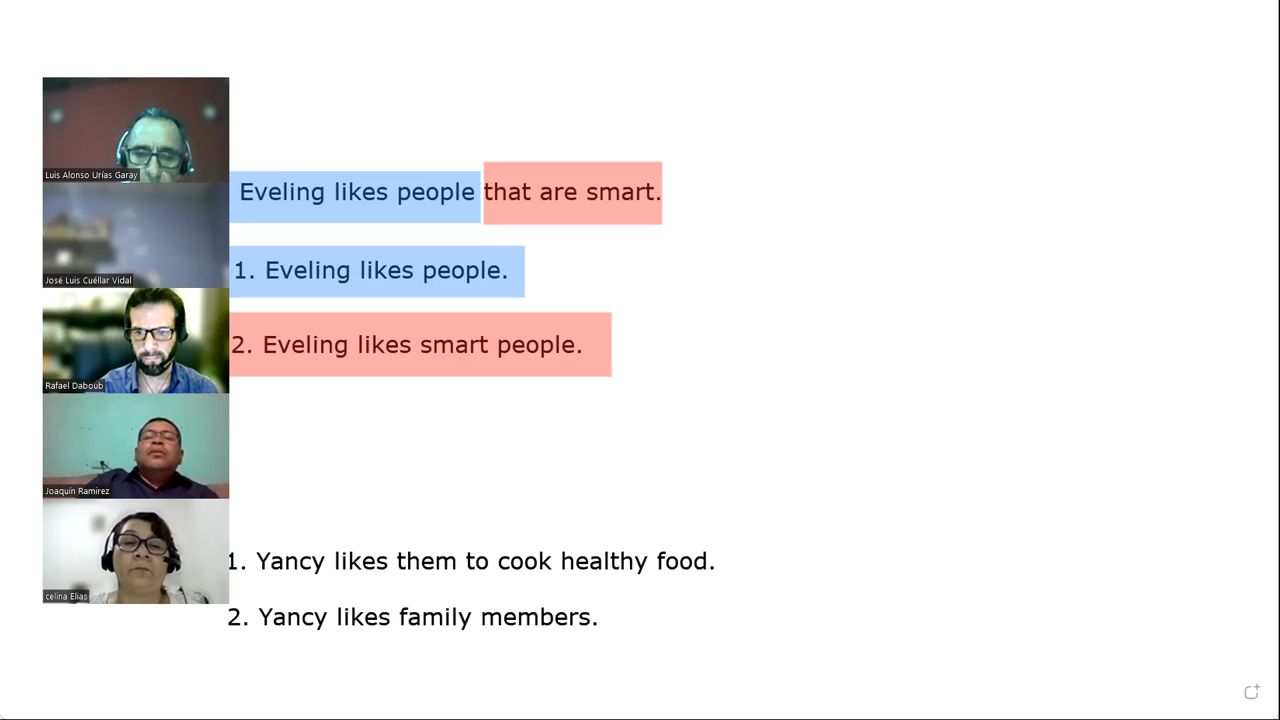 Luis Alonso Urías Garay
Eveling likes people that are smart.
1. Eveling likes people.
José Luis Cuéllar Vidal
2. Eveling likes smart people.
Rafael Daboub
Joaquín Ramirez
1. Yancy likes them to cook healthy food.
celina Elias
2. Yancy likes family members.